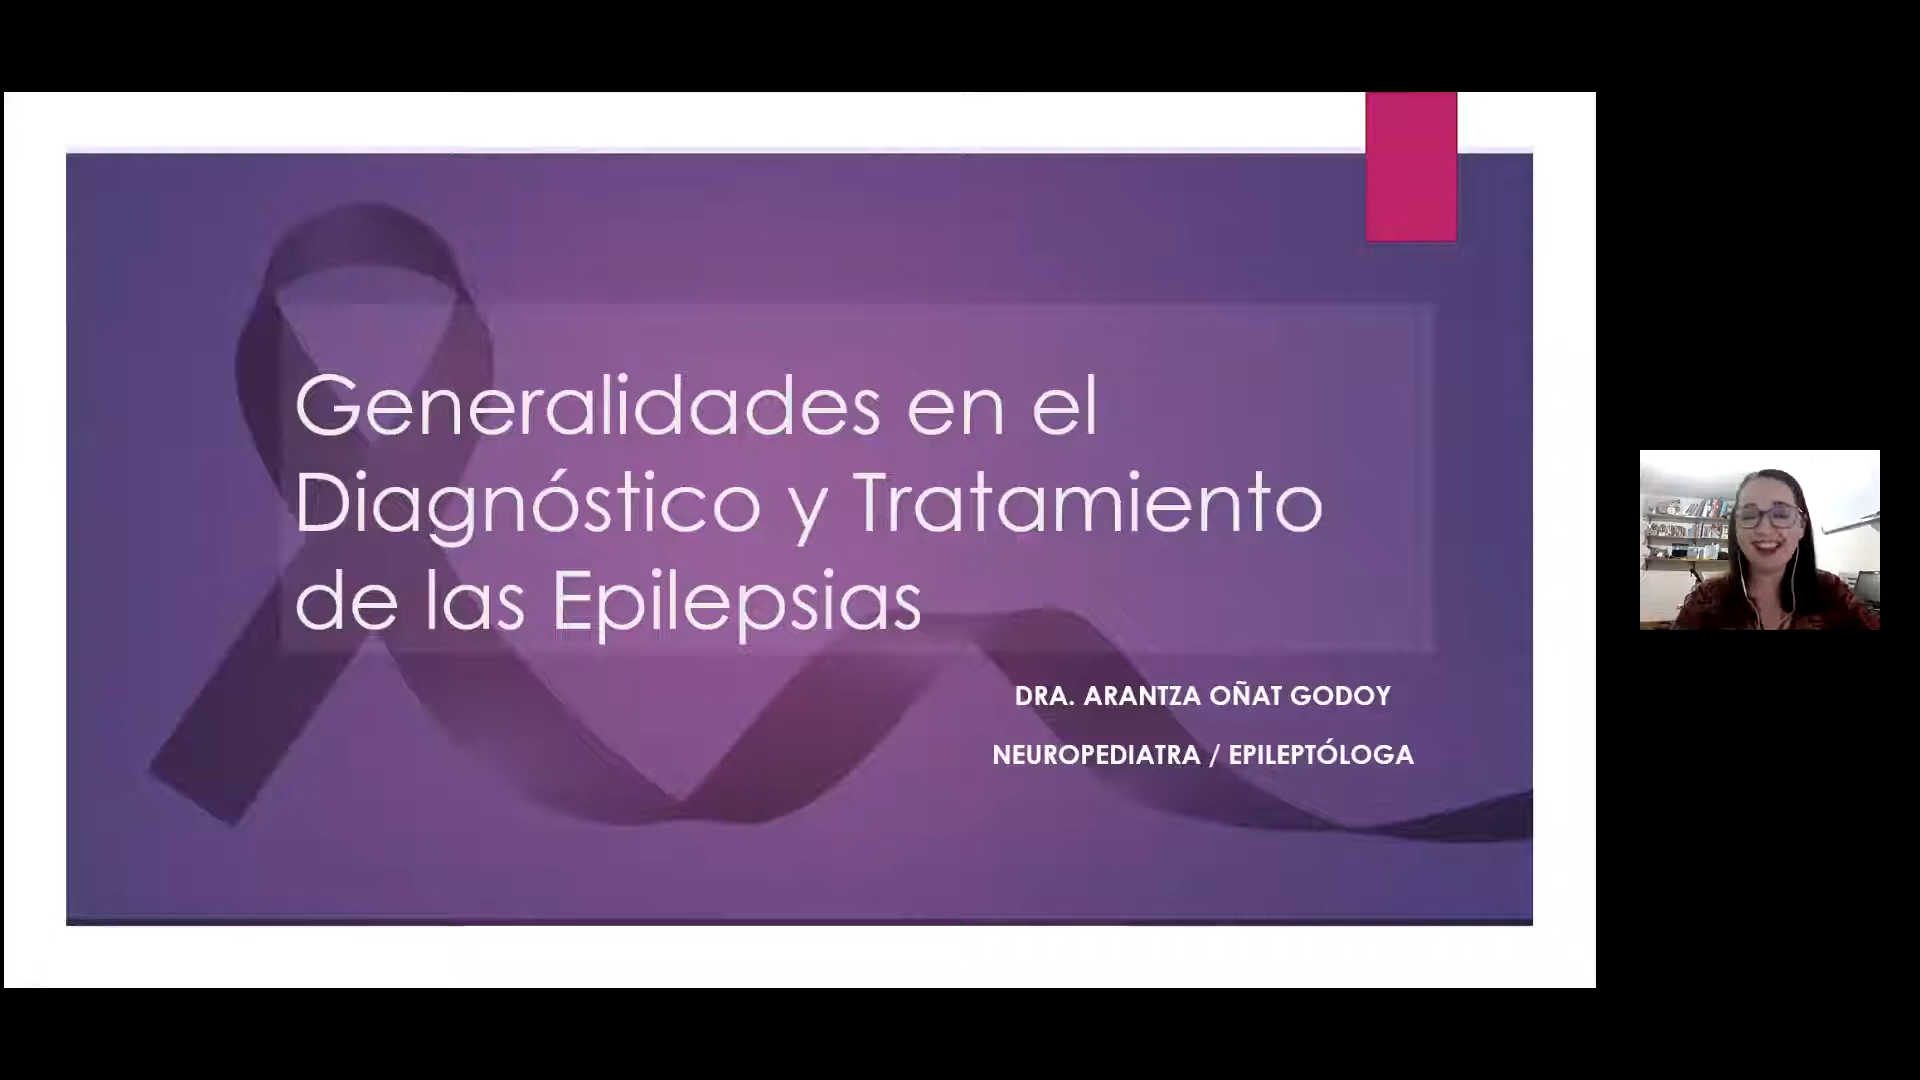 Generalidades en el
Diagnóstico y Tratamiento
de las Epilepsias
DRA. ARANTZA OÑAT GODOY
NEUROPEDIATRA / EPILEPTÓLOGA